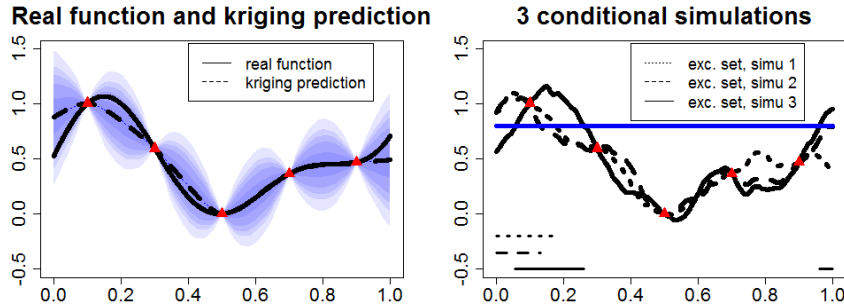 Real function and kriging prediction
real function
kriging prediction
1.5
1.0
0.5
0.0
-0.5
0.0 0.2 0.4 0.6 0.8 1.0
3 conditional simulations
exc. set, simu 1
exc. set, simu 2
exc. set, simu 3
1.5
1.0
0.5
0.0
-0.5
0.0 0.2 0.4 0.6 0.8 1.0